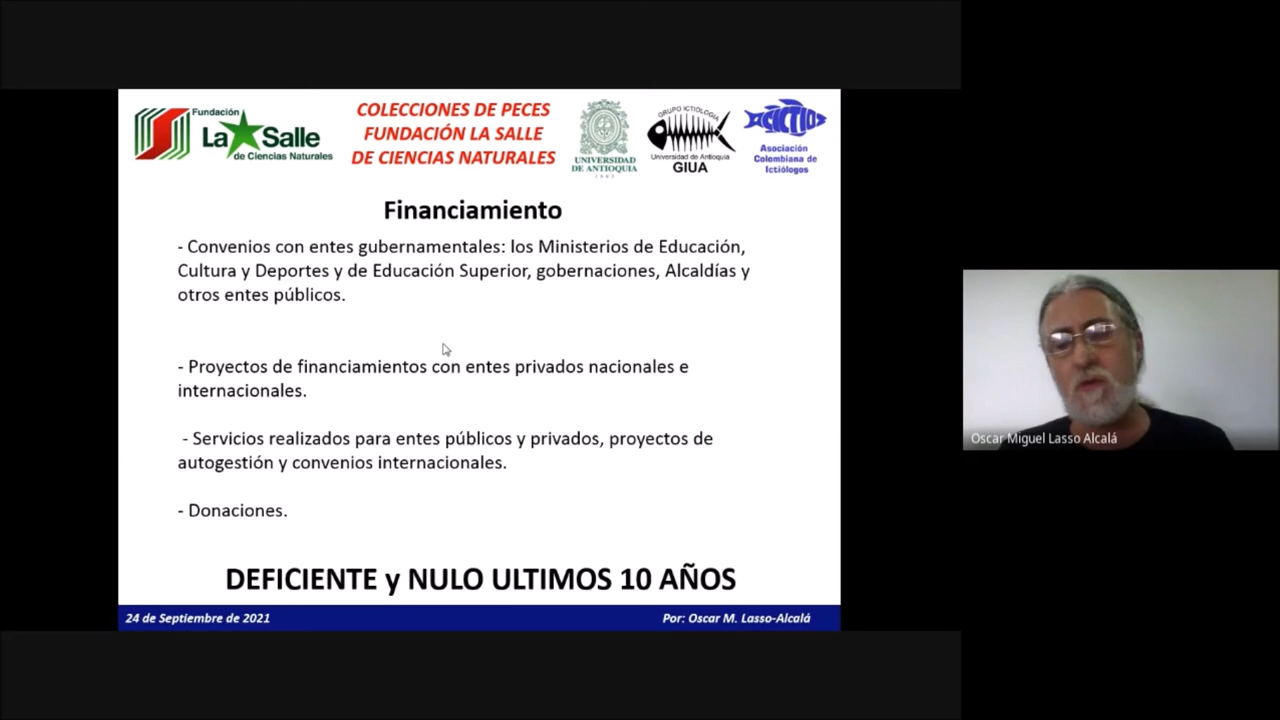 Fundación
La Salle
de Ciencias Naturales
COLECCIONES DE PECES
FUNDACIÓN LA SALLE
DE CIENCIAS NATURALES
UNIVERSIDAD
DE ANTIOQUIA
1803
GRUPO ICTIOLOGÍA
Universidad de Antioquia
GIUA
ACICTIOS
Asociación
Colombiana de
Ictiólogos
Financiamiento
- Convenios con entes gubernamentales: los Ministerios de Educación,
Cultura y Deportes y de Educación Superior, gobernaciones, Alcaldías y
otros entes públicos.
- Proyectos de financiamientos con entes privados nacionales e
internacionales.
- Servicios realizados para entes públicos y privados, proyectos de
autogestión y convenios internacionales.
- Donaciones.
DEFICIENTE y NULO ULTIMOS 10 AÑOS
24 de Septiembre de 2021
Por: Oscar M. Lasso-Alcalá
Oscar Miguel Lasso Alcalá